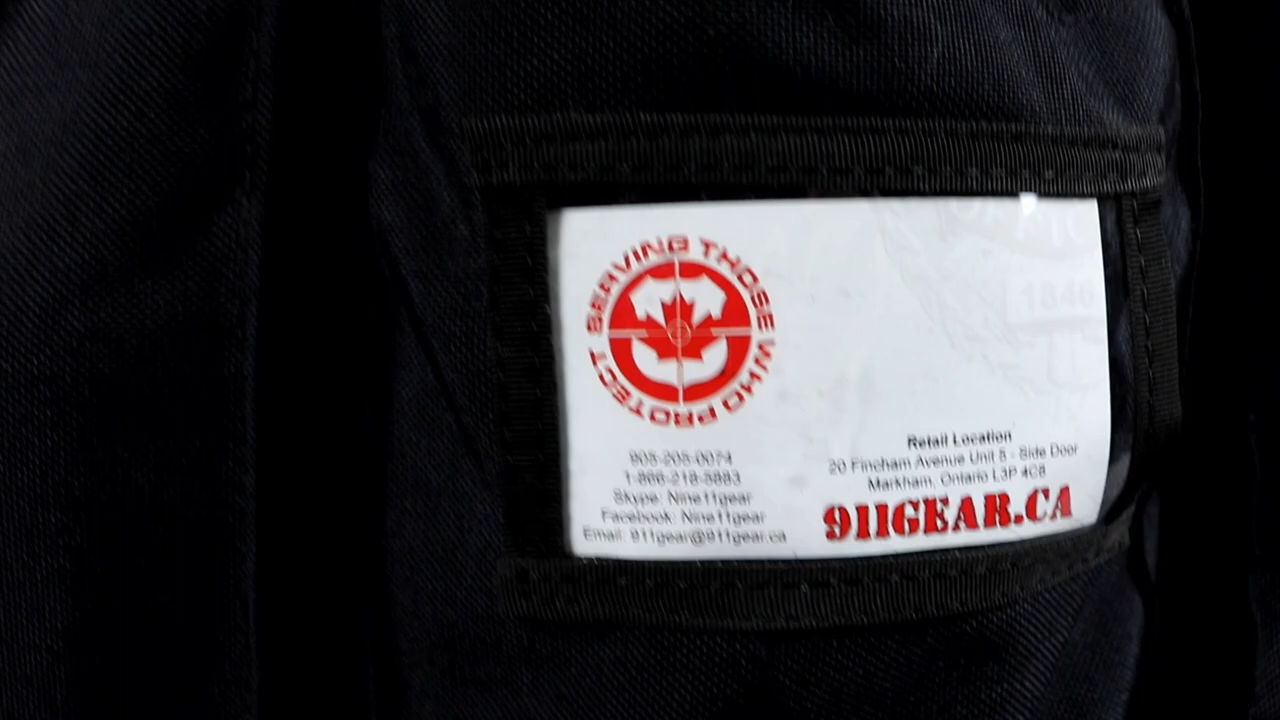 SERVING THOSE WHO PROTECT
905-205-0074
1-866-218-5883
Skype: Nine11gear
Facebook: Nine11gear
Email: 911gear@911gear.ca
Retail Location
20 Fincham Avenue Unit 5 - Side Door
Markham, Ontario L3P 4C8
911GEAR.CA
1846